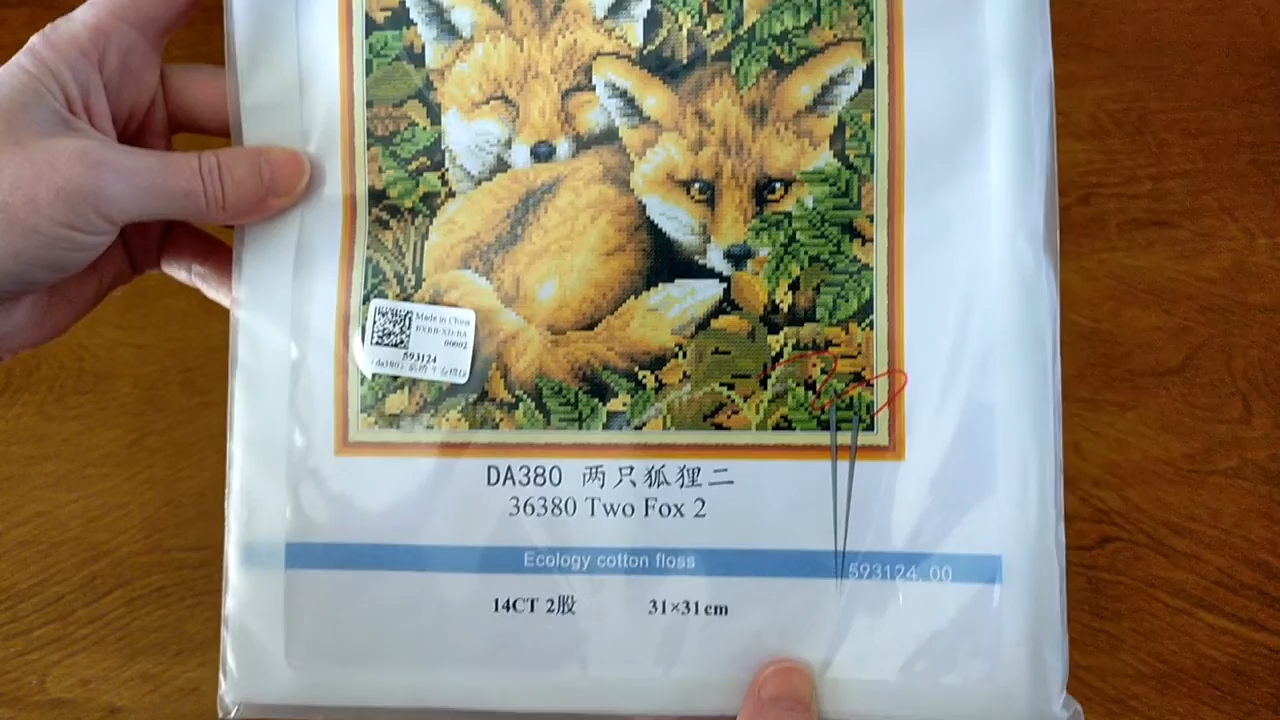 Made in China
00002
593124
DA380 两只狐狸二
36380 Two Fox 2
Ecology cotton floss
593124.00
14CT 2股
31×31cm